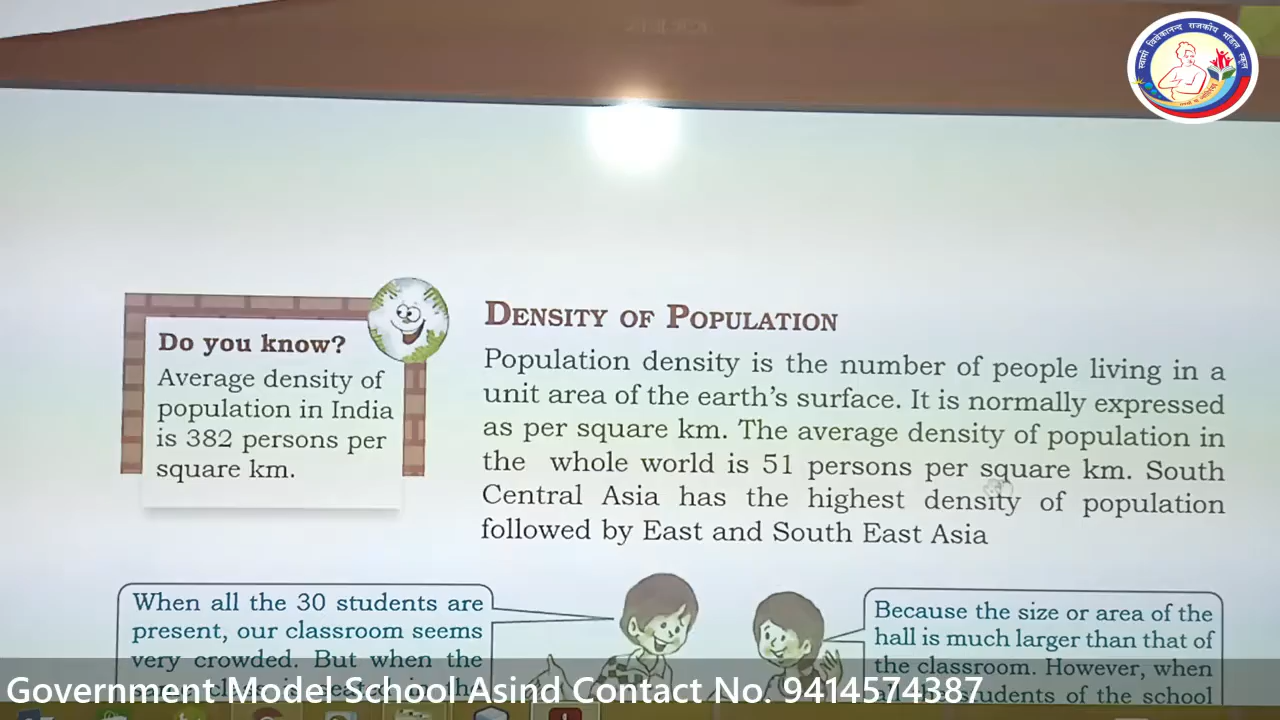 स्वामी विवेकानन्द राजकीय मॉडल स्कूल
Do you know?
Average density of
population in India
is 382 persons per
square km.
DENSITY OF POPULATION
Population density is the number of people living in a
unit area of the earth's surface. It is normally expressed
as per square km. The average density of population in
the whole world is 51 persons per square km. South
Central Asia has the highest density of population
followed by East and South East Asia
When all the 30 students are
present, our classroom seems
very crowded. But when the
Because the size or area of the
hall is much larger than that of
the classroom. However, when
students of the school
Government Model School Asind Contact No. 9414574387